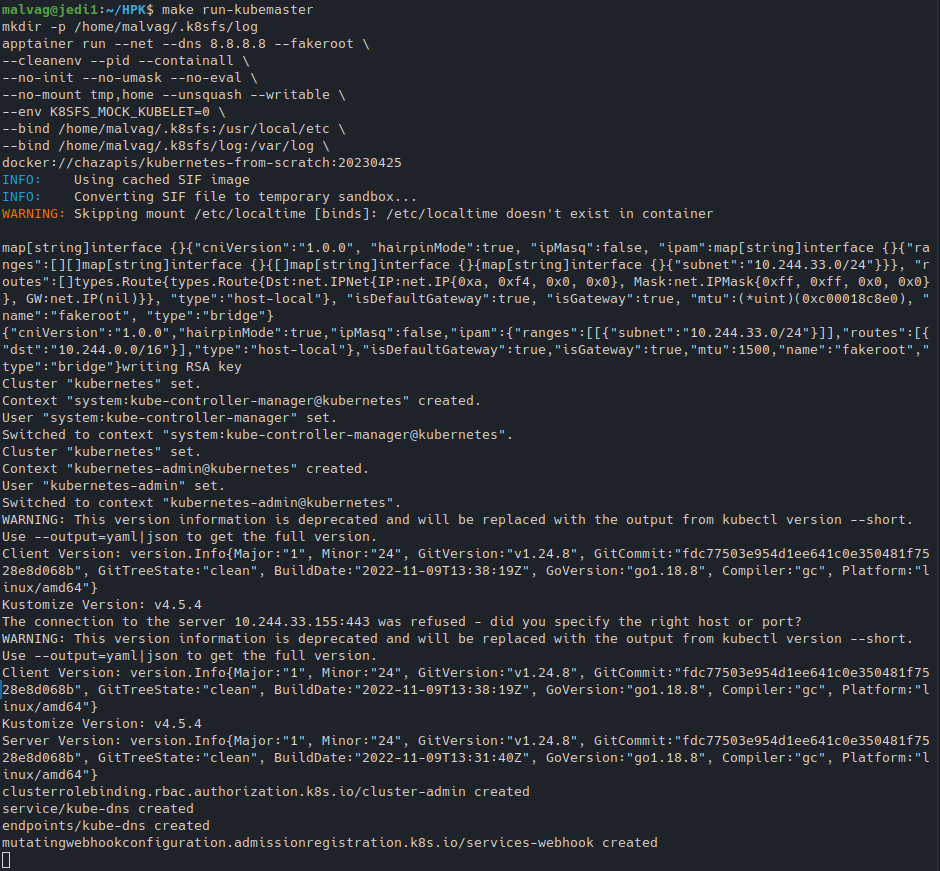 malvag@jedi1:~/HPK$ make run-kubemaster
mkdir -p /home/malvag/.k8sfs/log
apptainer run --net --dns 8.8.8.8 --fakeroot \
--cleanenv --pid --containall \
--no-init --no-umask --no-eval \
--no-mount tmp,home --unsquash --writable \
--env K8SFS_MOCK_KUBELET=0 \
--bind /home/malvag/.k8sfs:/usr/local/etc \
--bind /home/malvag/.k8sfs/log:/var/log \
docker://chazapis/kubernetes-from-scratch:20230425
INFO:    Using cached SIF image
INFO:    Converting SIF file to temporary sandbox...
WARNING: Skipping mount /etc/localtime [binds]: /etc/localtime doesn't exist in container
map[string]interface {}{"cniVersion":"1.0.0", "hairpinMode":true, "ipMasq":false, "ipam":map[string]interface {}{"ra
nges":[][]map[string]interface {}{[]map[string]interface {}{map[string]interface {}{"subnet":"10.244.33.0/24"}}}, "r
outes":[]types.Route{types.Route{Dst:net.IPNet{IP:net.IP{0xa, 0xf4, 0x0, 0x0}, Mask:net.IPMask{0xff, 0xff, 0x0, 0x0}
}, GW:net.IP(nil)}}, "type":"host-local"}, "isDefaultGateway":true, "isGateway":true, "mtu":(*uint)(0xc00018c8e0), "
name":"fakeroot", "type":"bridge"}
{"cniVersion":"1.0.0","hairpinMode":true,"ipMasq":false,"ipam":{"ranges":[[{"subnet":"10.244.33.0/24"}]],"routes":[{
"dst":"10.244.0.0/16"}],"type":"host-local"},"isDefaultGateway":true,"isGateway":true,"mtu":1500,"name":"fakeroot","
type":"bridge"}writing RSA key
Cluster "kubernetes" set.
Context "system:kube-controller-manager@kubernetes" created.
User "system:kube-controller-manager" set.
Switched to context "system:kube-controller-manager@kubernetes".
Cluster "kubernetes" set.
Context "kubernetes-admin@kubernetes" created.
User "kubernetes-admin" set.
Switched to context "kubernetes-admin@kubernetes".
WARNING: This version information is deprecated and will be replaced with the output from kubectl version --short.
Use --output=yaml|json to get the full version.
Client Version: version.Info{Major:"1", Minor:"24", GitVersion:"v1.24.8", GitCommit:"fdc77503e954d1ee641c0e350481f75
28e8d068b", GitTreeState:"clean", BuildDate:"2022-11-09T13:38:19Z", GoVersion:"go1.18.8", Compiler:"gc", Platform:"l
inux/amd64"}
Kustomize Version: v4.5.4
The connection to the server 10.244.33.155:443 was refused - did you specify the right host or port?
WARNING: This version information is deprecated and will be replaced with the output from kubectl version --short.
Use --output=yaml|json to get the full version.
Client Version: version.Info{Major:"1", Minor:"24", GitVersion:"v1.24.8", GitCommit:"fdc77503e954d1ee641c0e350481f75
28e8d068b", GitTreeState:"clean", BuildDate:"2022-11-09T13:38:19Z", GoVersion:"go1.18.8", Compiler:"gc", Platform:"l
inux/amd64"}
Kustomize Version: v4.5.4
Server Version: version.Info{Major:"1", Minor:"24", GitVersion:"v1.24.8", GitCommit:"fdc77503e954d1ee641c0e350481f75
28e8d068b", GitTreeState:"clean", BuildDate:"2022-11-09T13:31:40Z", GoVersion:"go1.18.8", Compiler:"gc", Platform:"l
inux/amd64"}
clusterrolebinding.rbac.authorization.k8s.io/cluster-admin created
service/kube-dns created
endpoints/kube-dns created
mutatingwebhookconfiguration.admissionregistration.k8s.io/services-webhook created